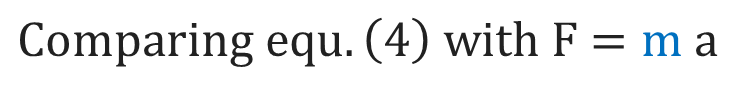 Comparing equ. (4) with F = m a